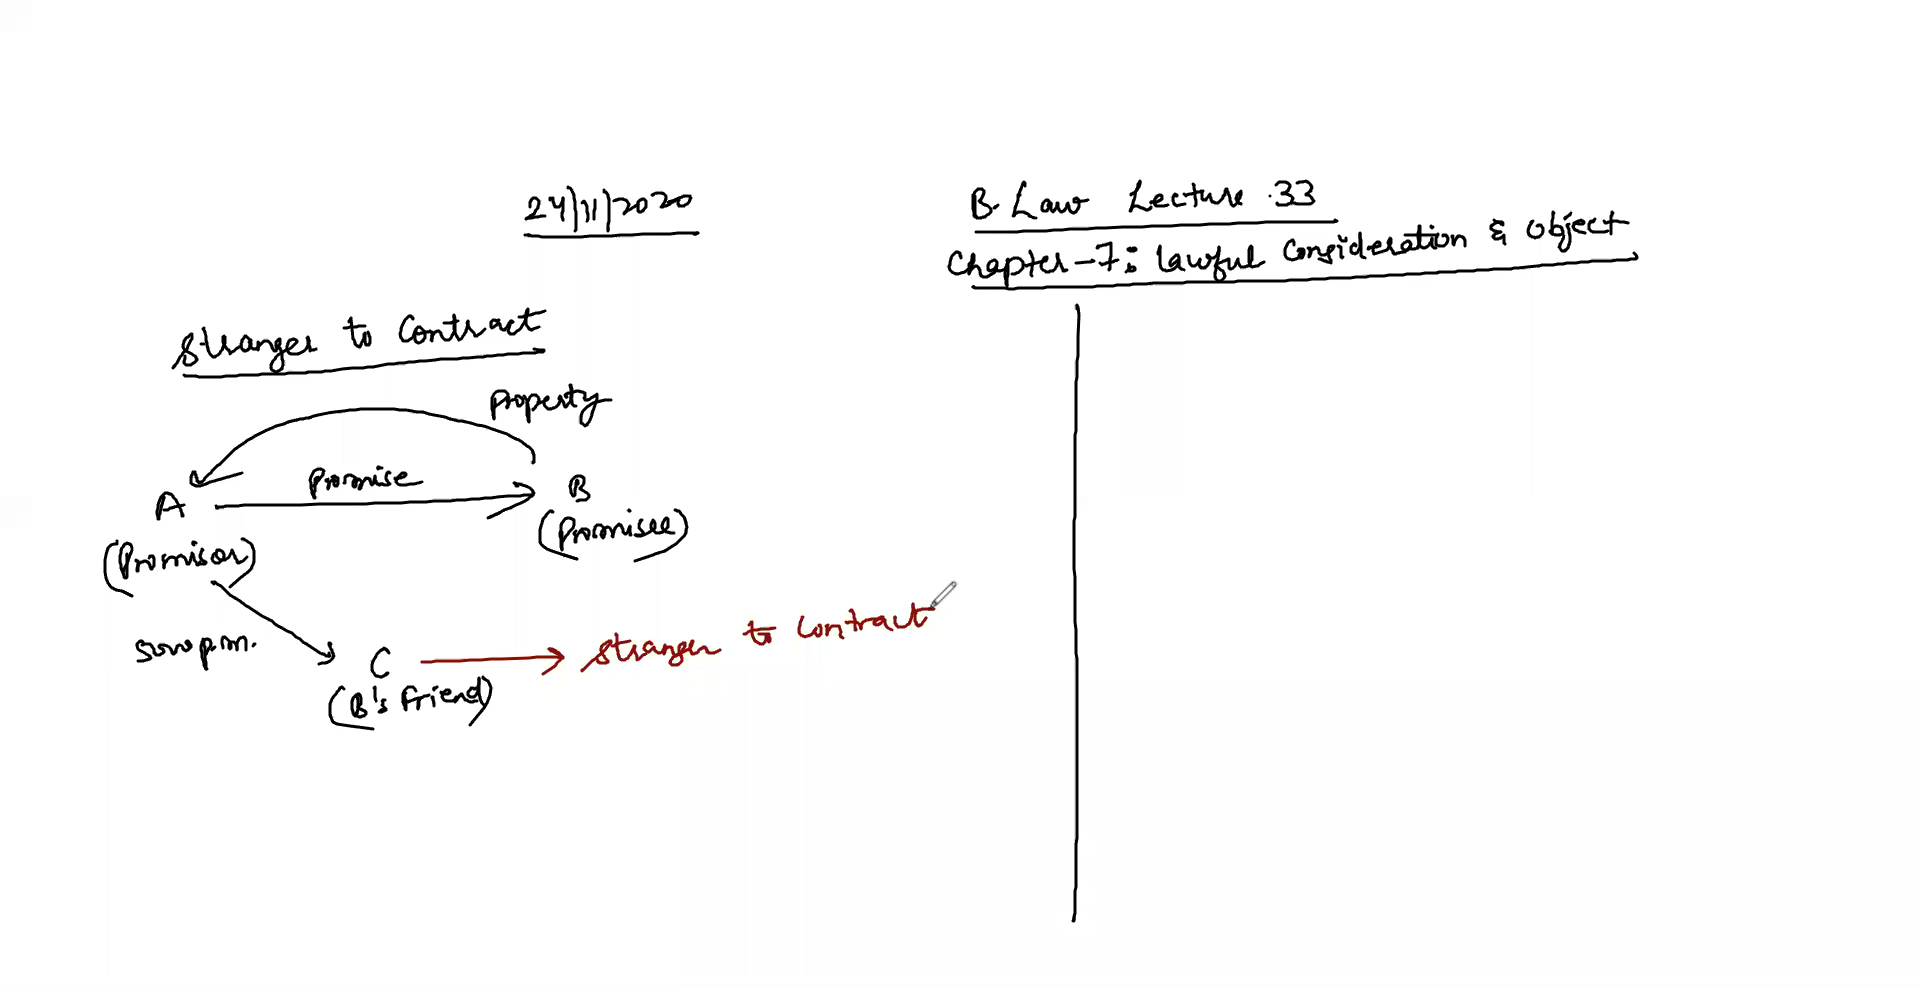 24/11/2020
B. Law Lecture 33
Chapter-7: Lawful Consideration & Object
Stranger to Contract
Property
Promise
A
B
(Promisor)
(Promisee)
p.m.
C
Stranger to Contract
(B's Friend)